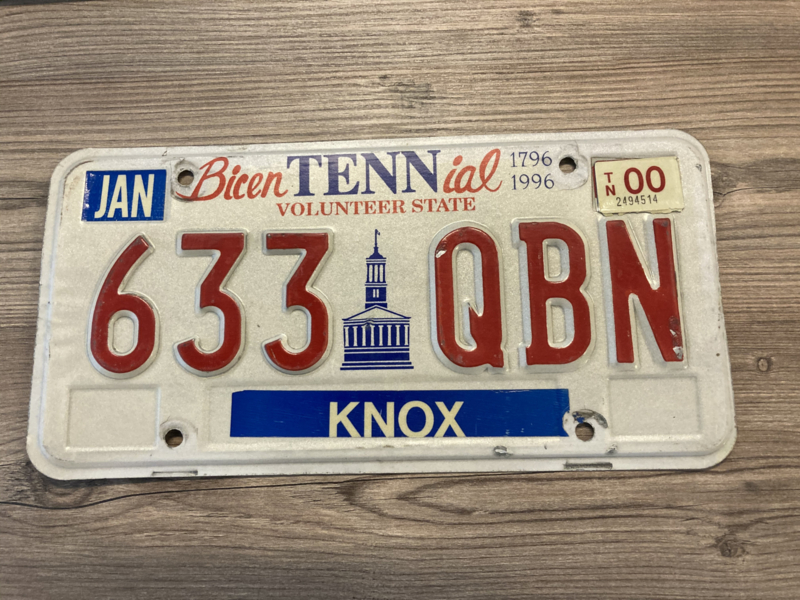 JAN
BicenTENNial
1796
1996
VOLUNTEER STATE
TN 00
2494514
633 QBN
KNOX